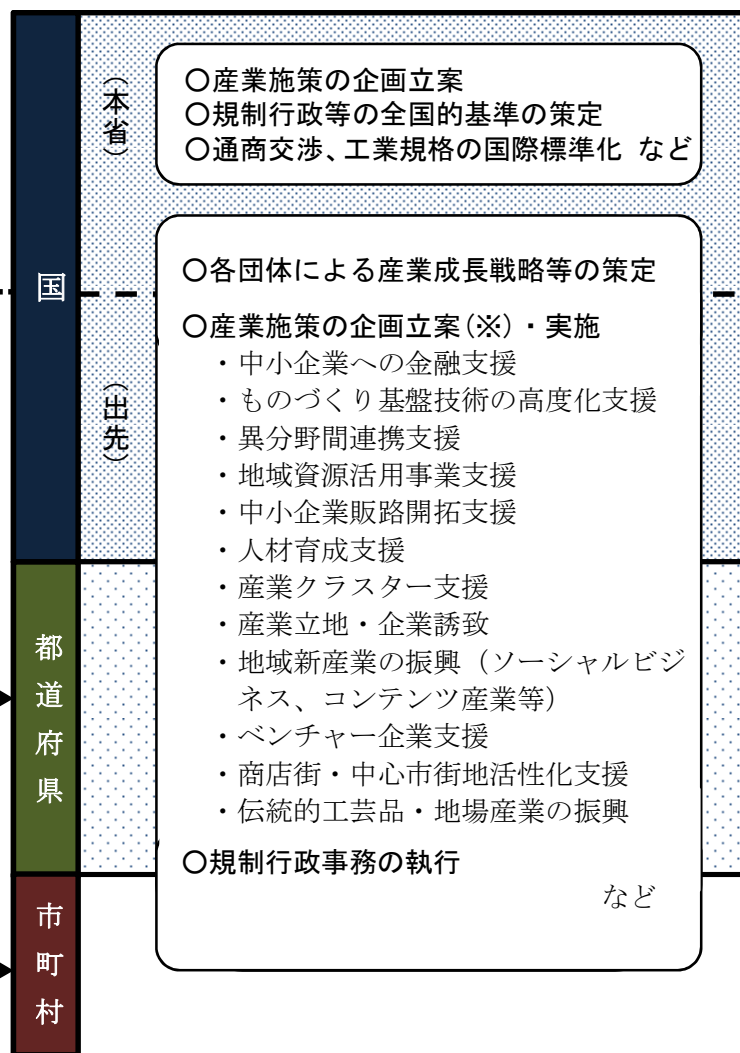 国
（本省）
○産業施策の企画立案
○規制行政等の全国的基準の策定
○通商交渉、工業規格の国際標準化 など
（出先）
○各団体による産業成長戦略等の策定
○産業施策の企画立案(※)・実施
・中小企業への金融支援
・ものづくり基盤技術の高度化支援
・異分野間連携支援
・地域資源活用事業支援
・中小企業販路開拓支援
・人材育成支援
・産業クラスター支援
・産業立地・企業誘致
・地域新産業の振興（ソーシャルビジ
ネス、コンテンツ産業等）
・ベンチャー企業支援
・商店街・中心市街地活性化支援
・伝統的工芸品・地場産業の振興
○規制行政事務の執行
など
都道府県
市町村